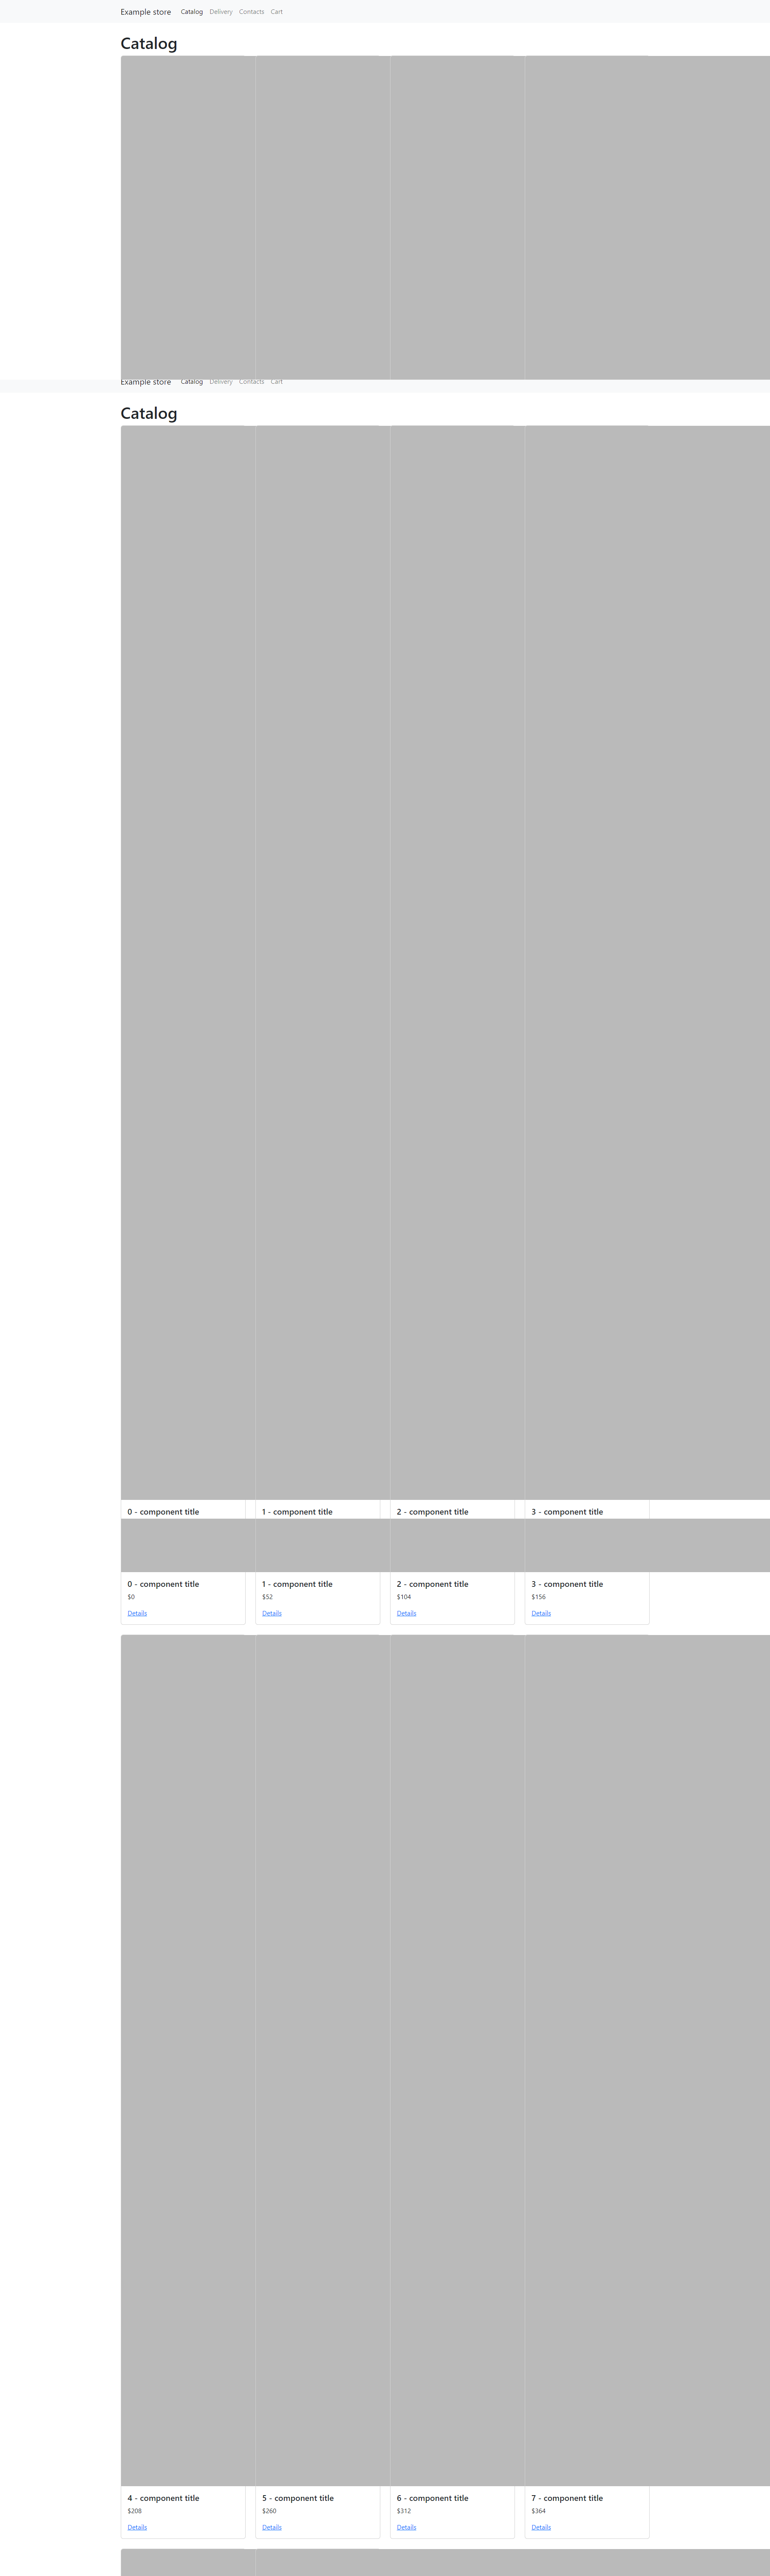 Example store Catalog Delivery Contacts Cart
Catalog
Example store Catalog Delivery Contacts Cart
Catalog
0 - component title 1 - component title 2 - component title 3 - component title
0 - component title 1 - component title 2 - component title 3 - component title
$0 $52 $104 $156
Details Details Details Details
4 - component title 5 - component title 6 - component title 7 - component title
$208 $260 $312 $364
Details Details Details Details